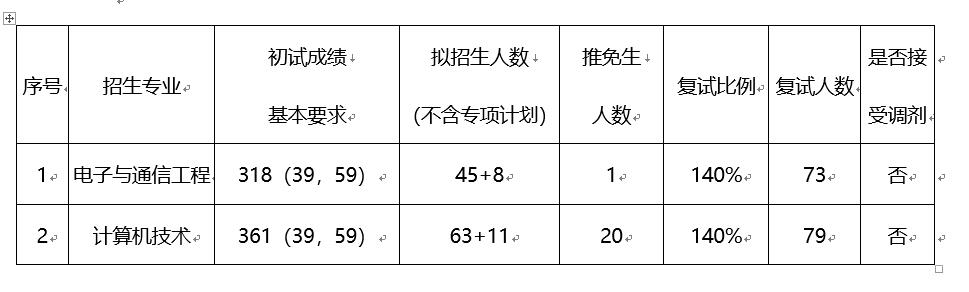 序号 招生专业 初试成绩 基本要求 拟招生人数 (不含专项计划) 推免生 人数 复试比例 复试人数 是否接 受调剂
1 电子与通信工程 318（39，59） 45+8 1 140% 73 否
2 计算机技术 361（39，59） 63+11 20 140% 79 否